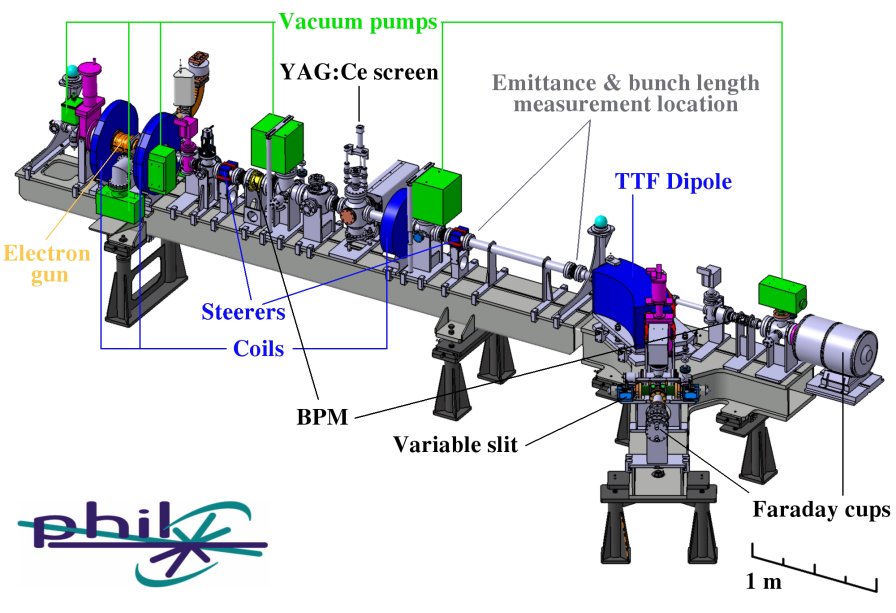 Vacuum pumps
YAG:Ce screen
Emittance & bunch length
measurement location
TTF Dipole
Electron
gun
Steerers
Coils
BPM
Variable slit
Faraday cups
phil
1 m